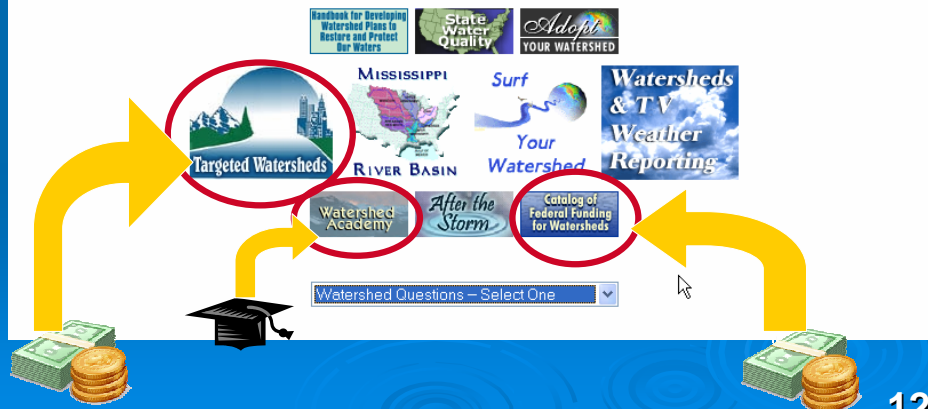 Handbook for Developing
Watershed Plans to
Restore and Protect
Our Waters
State
Water
Quality
Adopt
YOUR WATERSHED
Targeted Watersheds
MISSISSIPPI
RIVER BASIN
Surf
Your
Watershed
Watersheds
& TV
Weather
Reporting
Watershed
Academy
After the
Storm
Catalog of
Federal Funding
for Watersheds
Watershed Questions – Select One
12